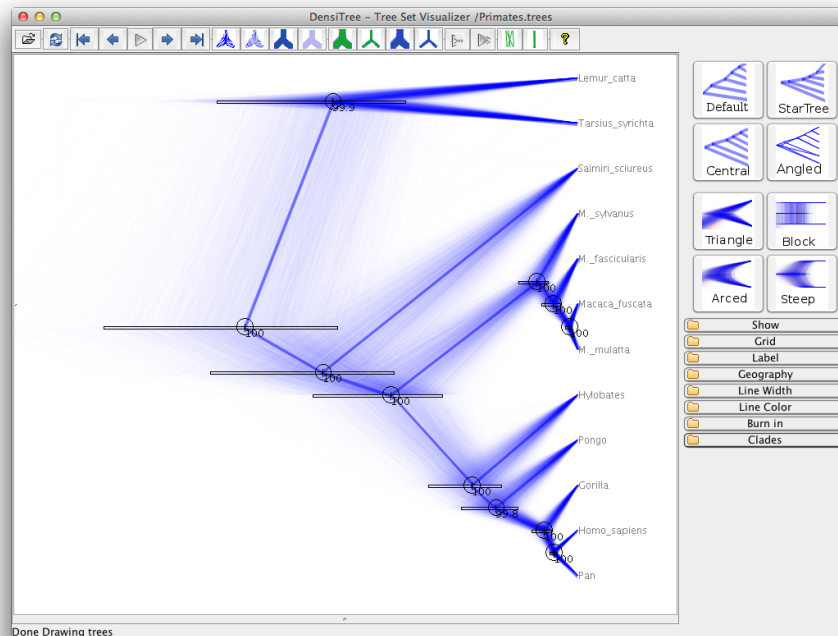 DensiTree - Tree Set Visualizer /Primates.trees
?
Lemur_catta
99.9
Tarsius_syrichta
Saimiri_sciureus
M._sylvanus
M._fascicularis
100
Macaca_fuscata
100
100
100
M._mulatta
100
Hylobates
100
Pongo
Gorilla
100
99.8
Homo_sapiens
100
100
Pan
Default
StarTree
Central
Angled
Triangle
Block
Arced
Steep
Show
Grid
Label
Geography
Line Width
Line Color
Burn in
Clades
Done Drawing trees